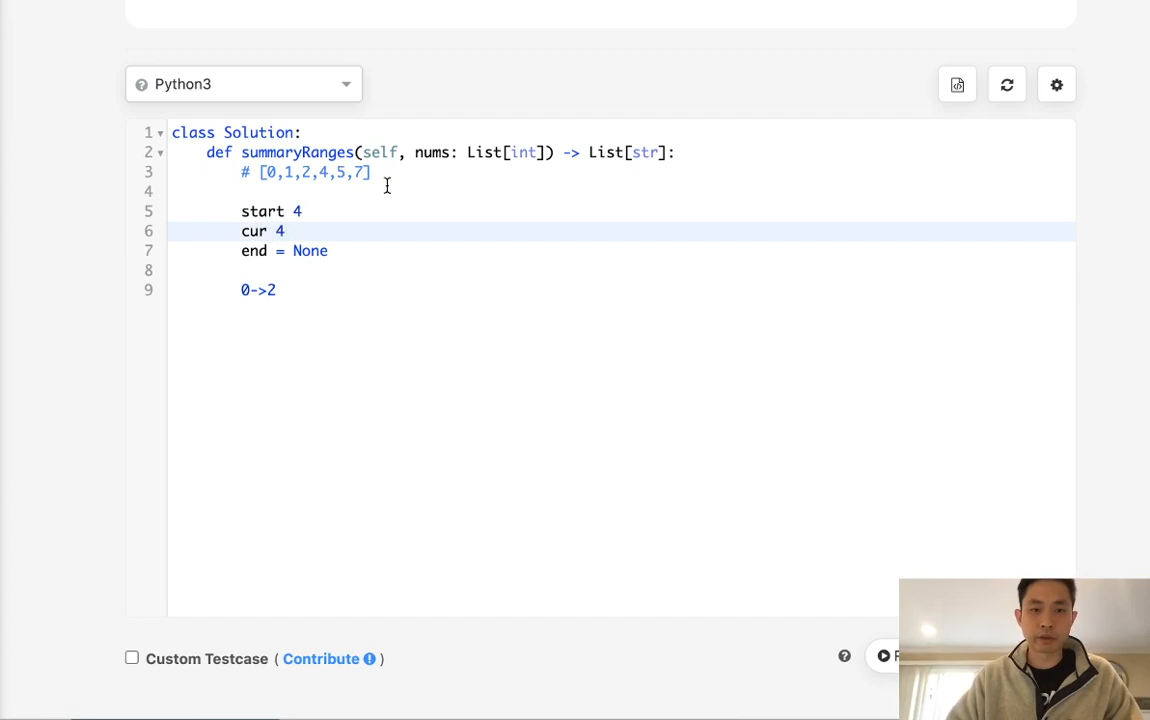 Python3
1 class Solution:
2 def summaryRanges(self, nums: List[int]) -> List[str]:
3 # [0,1,2,4,5,7]
4
5 start 4
6 cur 4
7 end = None
8
9 0->2
Custom Testcase ( Contribute )